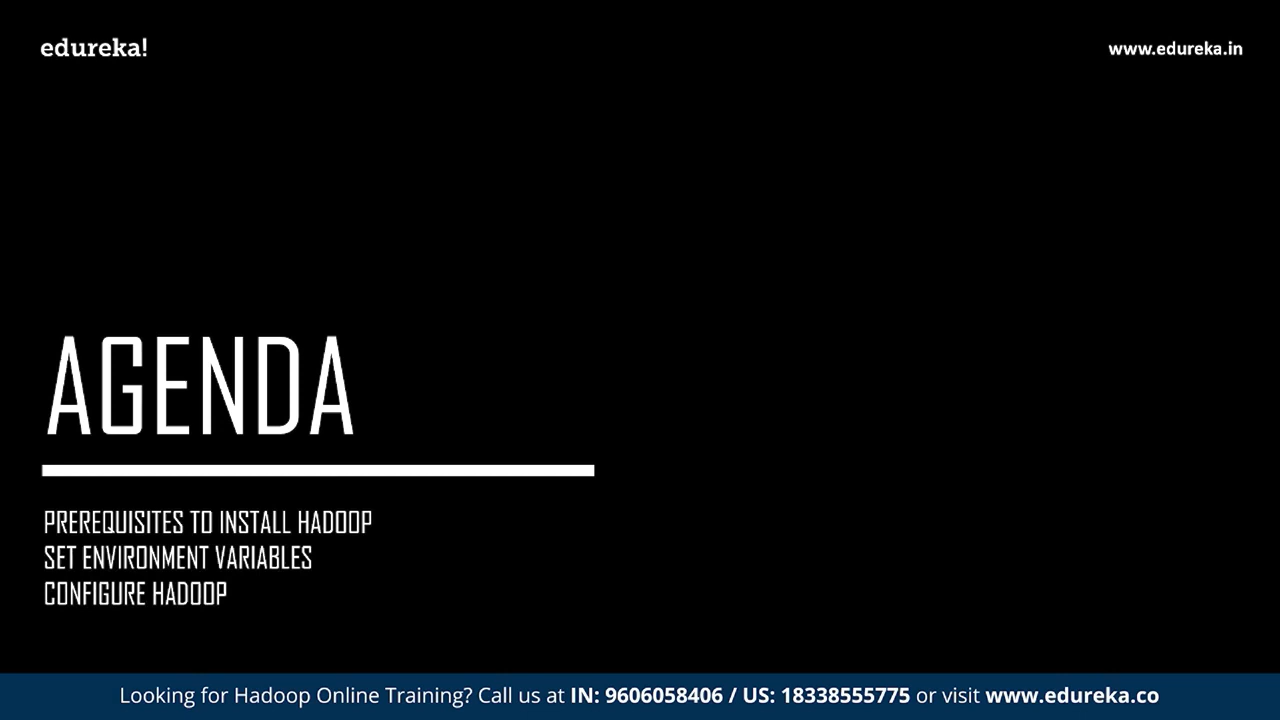 edureka!
www.edureka.in
AGENDA
PREREQUISITES TO INSTALL HADOOP
SET ENVIRONMENT VARIABLES
CONFIGURE HADOOP
Looking for Hadoop Online Training? Call us at IN: 9606058406 / US: 18338555775 or visit www.edureka.co